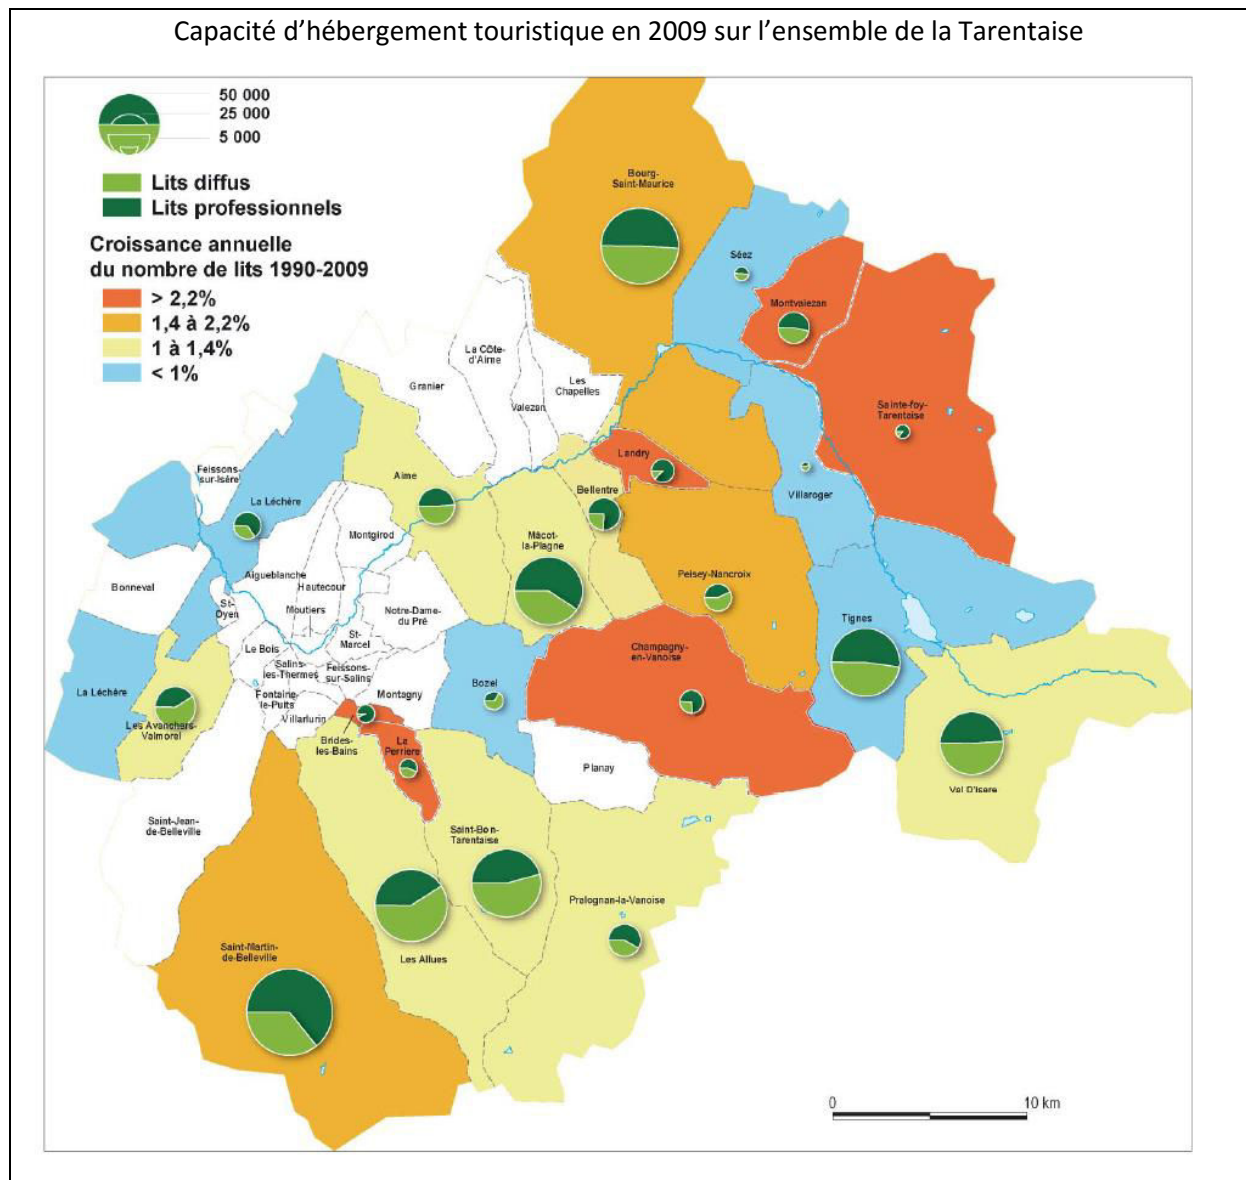 Capacité d’hébergement touristique en 2009 sur l’ensemble de la Tarentaise
50 000
25 000
5 000
Lits diffus
Lits professionnels
Croissance annuelle
du nombre de lits 1990-2009
> 2,2%
1,4 à 2,2%
1 à 1,4%
< 1%
Bourg-
Saint-Maurice
Séez
Montvalezan
Sainte-foy-
Tarentaise
La Côte-
d'Aime
Granier
Valezan
Les
Chapelles
Landry
Feissons-
sur-Isère
La Léchère
Aime
Bellentre
Villaroger
Montgirod
Mâcot-
la-Plagne
Bonneval
Aigueblanche
Hautecour
Peisey-Nancroix
St-
Oyen
Moutiers
Notre-Dame-
du Pré
Tignes
St-
Marcel
Le Bois
Salins-
les-Thermes
Feissons-
sur-Salins
Champagny-
en-Vanoise
La Léchère
Fontaine-
le-Puits
Montagny
Bozel
Les Avanchers-
Valmorel
Villarlurin
Brides-
les-Bains
La
Perrière
Planay
Val D'Isere
Saint-Jean-
de-Belleville
Saint-Bon-
Tarentaise
Pralognan-la-Vanoise
Saint-Martin-
de-Belleville
Les Allues
0
10 km